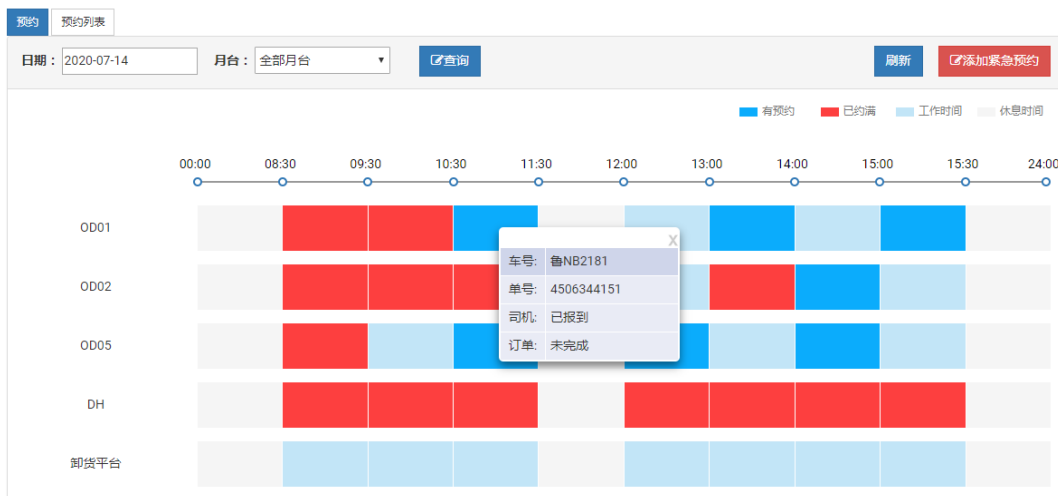 预约 预约列表
日期： 2020-07-14 月台： 全部月台 查询 刷新 添加紧急预约
有预约 已约满 工作时间 休息时间
00:00 08:30 09:30 10:30 11:30 12:00 13:00 14:00 15:00 15:30 24:00
OD01
X
车号: 鲁NB2181
OD02
单号: 4506344151
司机: 已报到
OD05
订单: 未完成
DH
卸货平台